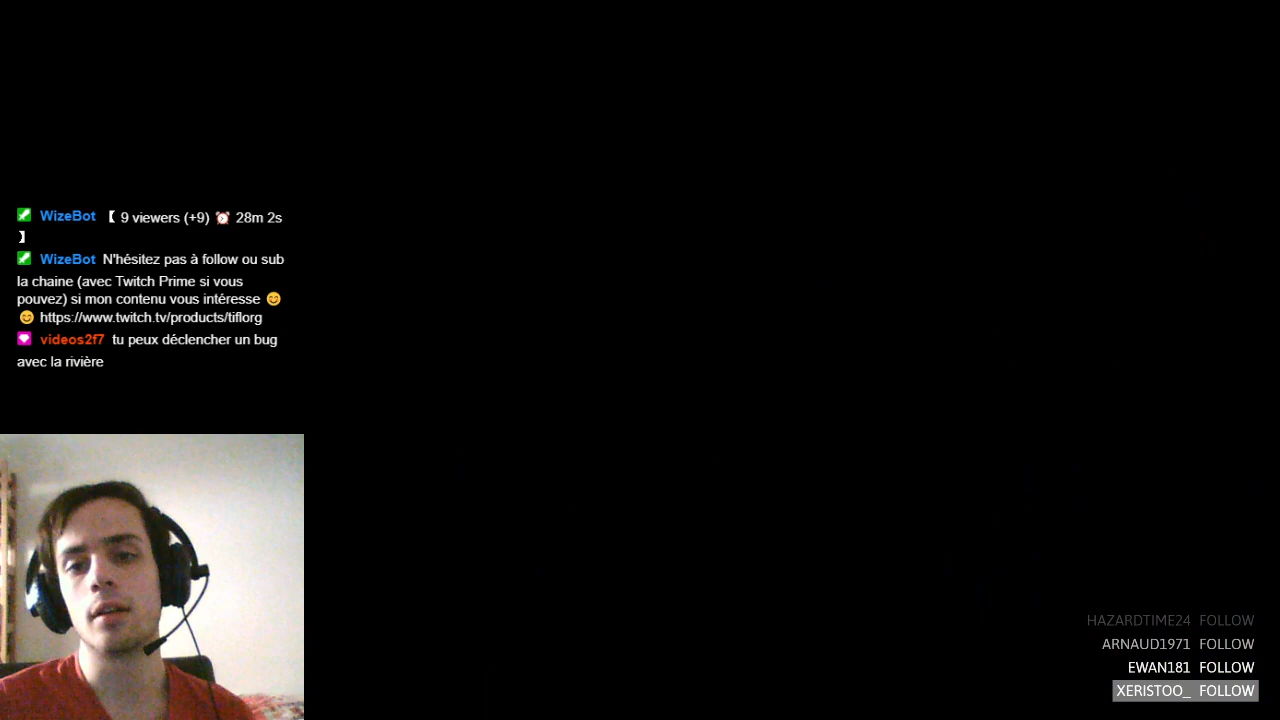 WizeBot 【 9 viewers (+9) ⏰ 28m 2s
】
WizeBot N'hésitez pas à follow ou sub
la chaine (avec Twitch Prime si vous
pouvez) si mon contenu vous intéresse 😊
😊 https://www.twitch.tv/products/tiflorg
videos2f7 tu peux déclencher un bug
avec la rivière
HAZARDTIME24 FOLLOW
ARNAUD1971 FOLLOW
EWAN181 FOLLOW
XERISTOO_ FOLLOW